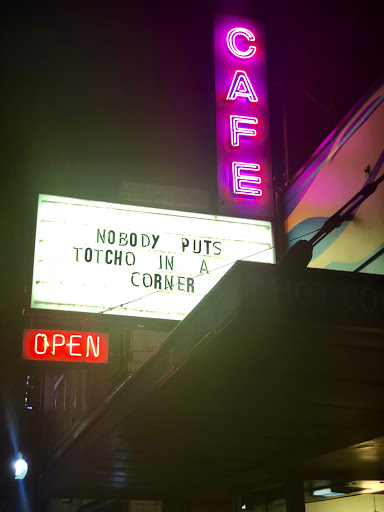 CAFE
NOBODY PUTS
TOTCHO IN A
CORNER
OPEN